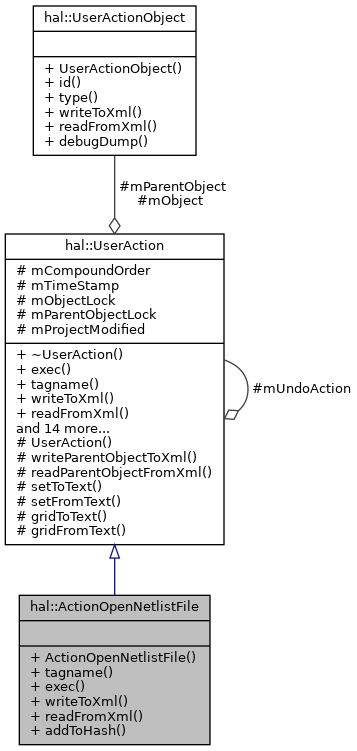 hal::UserActionObject
+ UserActionObject()
+ id()
+ type()
+ writeToXml()
+ readFromXml()
+ debugDump()
#mParentObject
#mObject
hal::UserAction
# mCompoundOrder
# mTimeStamp
# mObjectLock
# mParentObjectLock
# mProjectModified
+ ~UserAction()
+ exec()
+ tagname()
+ writeToXml()
+ readFromXml()
and 14 more...
# UserAction()
# writeParentObjectToXml()
# readParentObjectFromXml()
# setToText()
# setFromText()
# gridToText()
# gridFromText()
#mUndoAction
hal::ActionOpenNetlistFile
+ ActionOpenNetlistFile()
+ tagname()
+ exec()
+ writeToXml()
+ readFromXml()
+ addToHash()